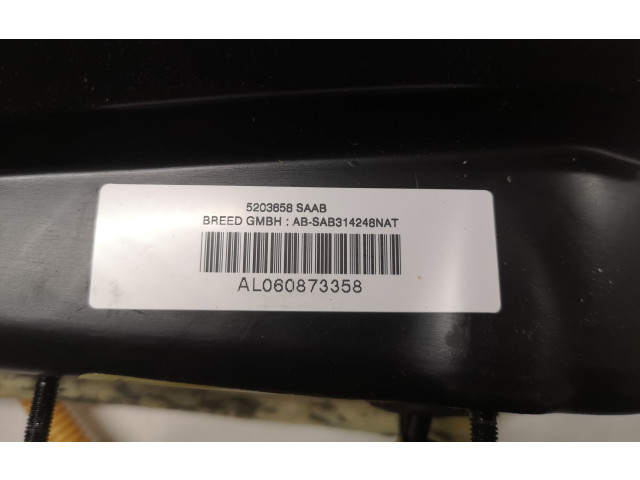 5203658 SAAB
BREED GMBH : AB-SAB314248NAT
AL060873358